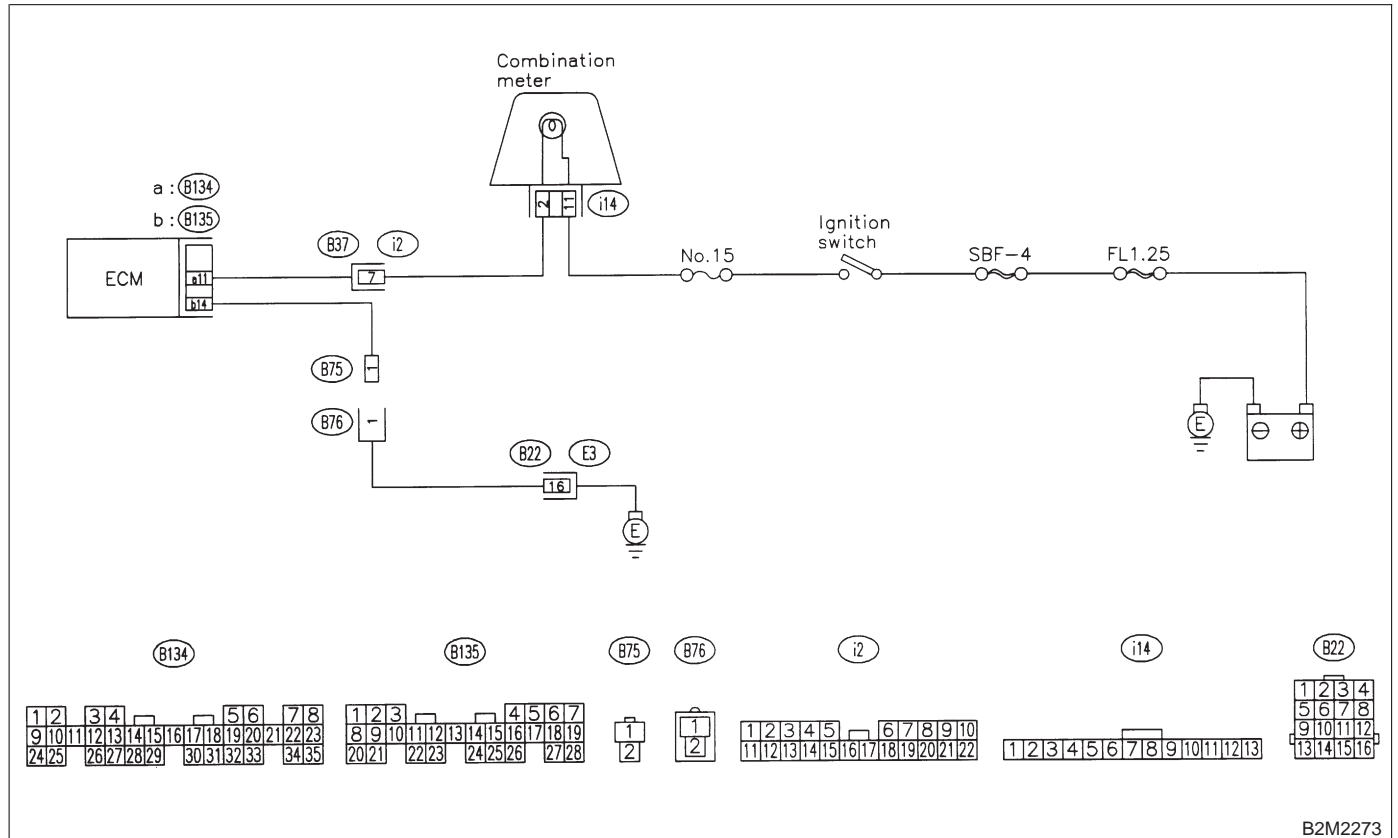 Combination
meter
a : B134
b : B135
2 11 i14
B37 i2
Ignition
switch
No.15
SBF-4
FL1.25
ECM
a11
7
b14
B75 1
E
⊖ ⊕
B76 1
B22 E3
16
E
B134
B135
B75
B76
i2
i14
B22
1 2 3 4 5 6 7 8
9 10 11 12 13 14 15 16 17 18 19 20 21 22 23
24 25 26 27 28 29 30 31 32 33 34 35
1 2 3 4 5 6 7
8 9 10 11 12 13 14 15 16 17 18 19
20 21 22 23 24 25 26 27 28
1
2
1
2
1 2 3 4 5 6 7 8 9 10
11 12 13 14 15 16 17 18 19 20 21 22
1 2 3 4 5 6 7 8 9 10 11 12 13
1 2 3 4
5 6 7 8
9 10 11 12
13 14 15 16
B2M2273